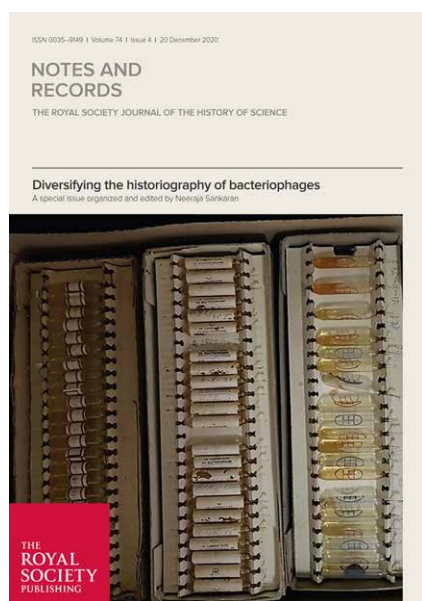 ISSN 0035–9149 I Volume 74 I Issue 4 I 20 December 2020
NOTES AND
RECORDS
THE ROYAL SOCIETY JOURNAL OF THE HISTORY OF SCIENCE
Diversifying the historiography of bacteriophages
A special issue organized and edited by Neeraja Sankaran
THE
ROYAL
SOCIETY
PUBLISHING